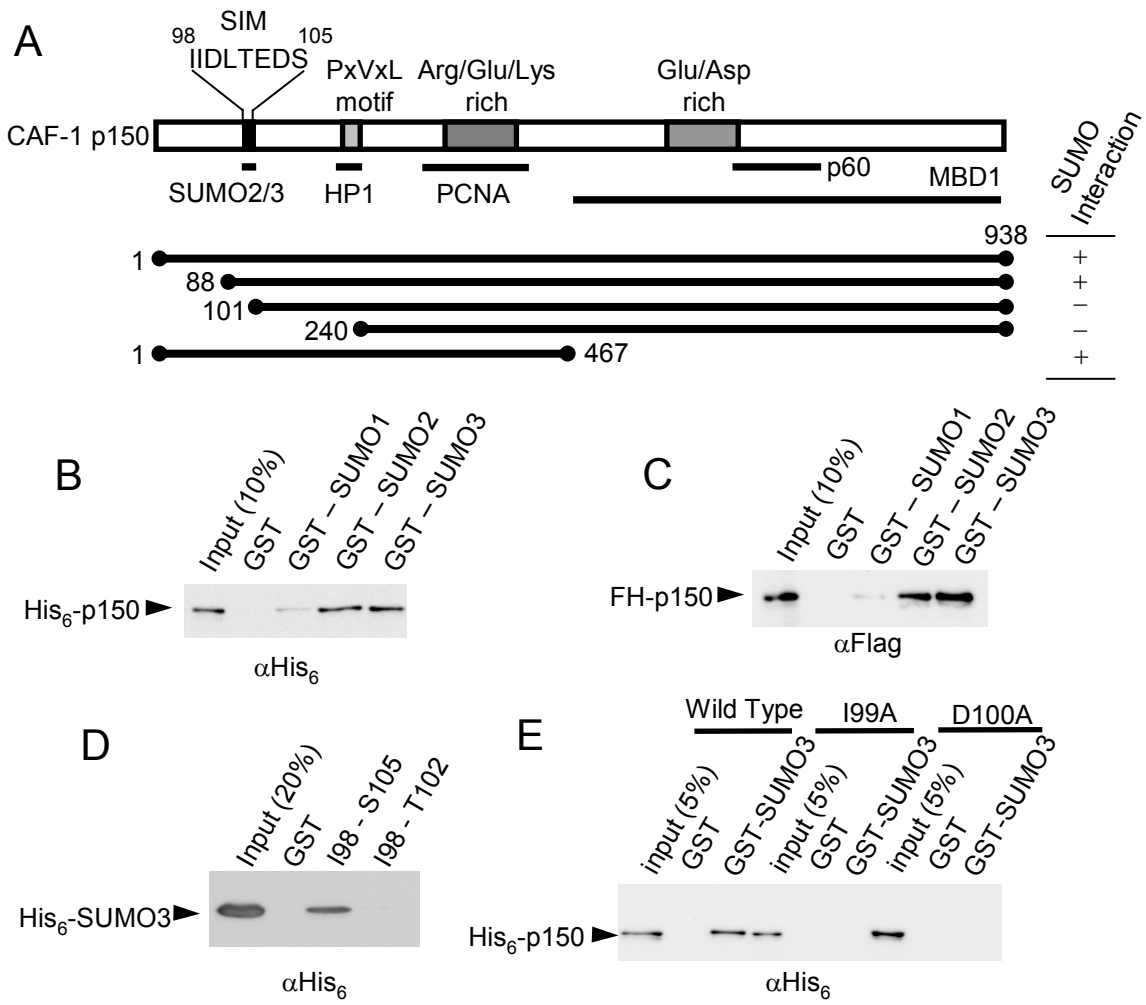 A
SIM
98 IIDLTEDS 105
PxVxL motif
Arg/Glu/Lys rich
Glu/Asp rich
CAF-1 p150
SUMO2/3
HP1
PCNA
p60
MBD1
SUMO Interaction
1 938 +
88 +
101 –
240 –
1 467 +
B
Input (10%)
GST
GST – SUMO1
GST – SUMO2
GST – SUMO3
His6-p150
αHis6
C
Input (10%)
GST
GST – SUMO1
GST – SUMO2
GST – SUMO3
FH-p150
αFlag
D
Input (20%)
GST
I98 - S105
I98 - T102
His6-SUMO3
αHis6
E
Wild Type
I99A
D100A
input (5%)
GST
GST-SUMO3
input (5%)
GST
GST-SUMO3
input (5%)
GST
GST-SUMO3
His6-p150
αHis6